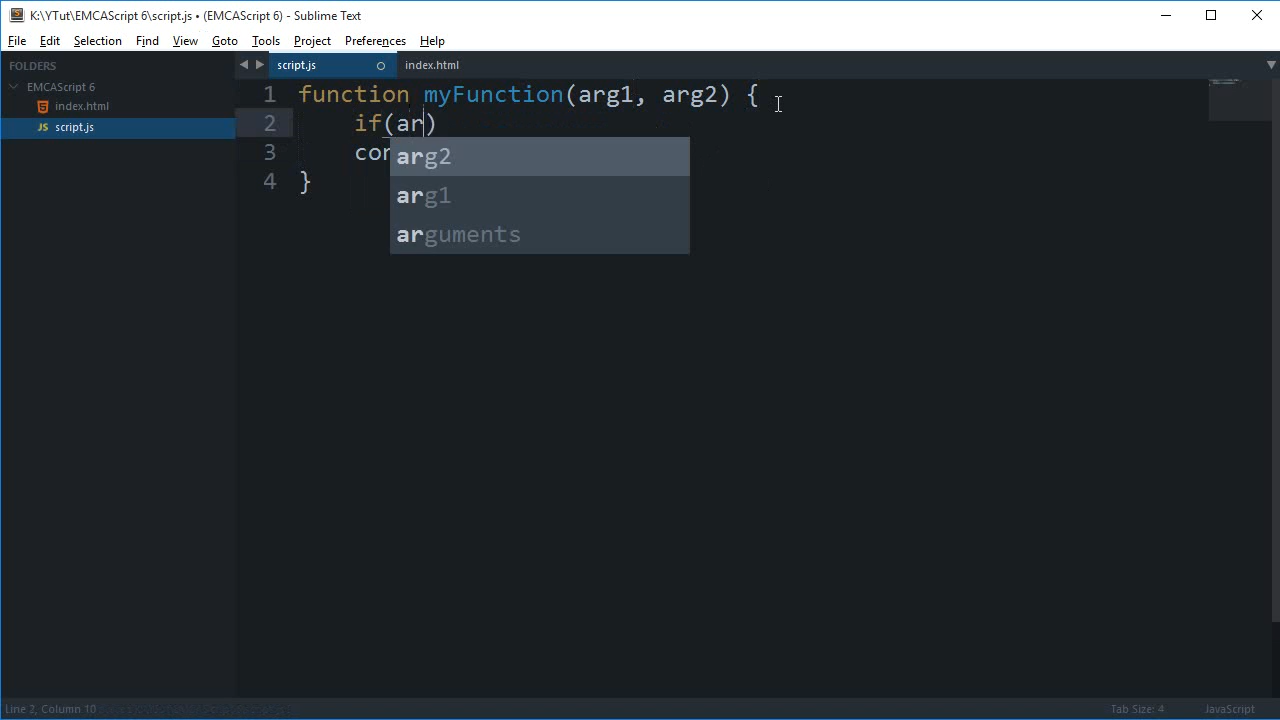 K:\YTut\EMCAScript 6\script.js • (EMCAScript 6) - Sublime Text
File Edit Selection Find View Goto Tools Project Preferences Help
FOLDERS
EMCAScript 6
index.html
JS script.js
script.js index.html
1 function myFunction(arg1, arg2) {
2 if(ar)
3 con
4 }
arg2
arg1
arguments
Line 2, Column 10 Tab Size: 4 JavaScript